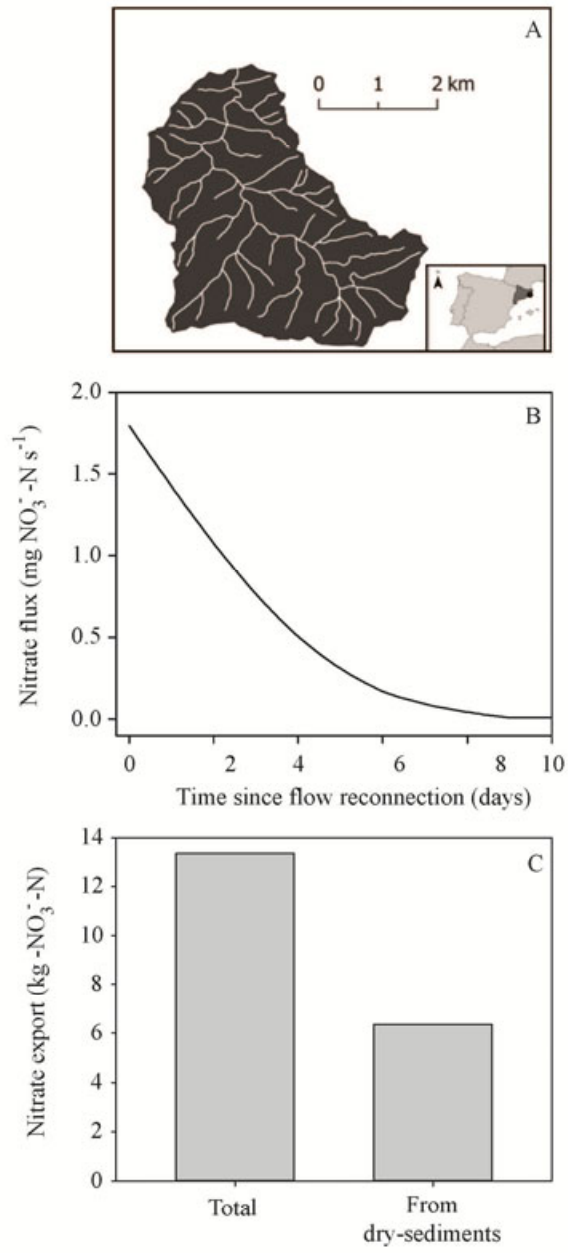 A
0 1 2 km
B
Nitrate flux (mg NO₃⁻-N s⁻¹)
2.0
1.5
1.0
0.5
0.0
0 2 4 6 8 10
Time since flow reconnection (days)
C
Nitrate export (kg -NO₃⁻-N)
14
12
10
8
6
4
2
0
Total
From
dry-sediments